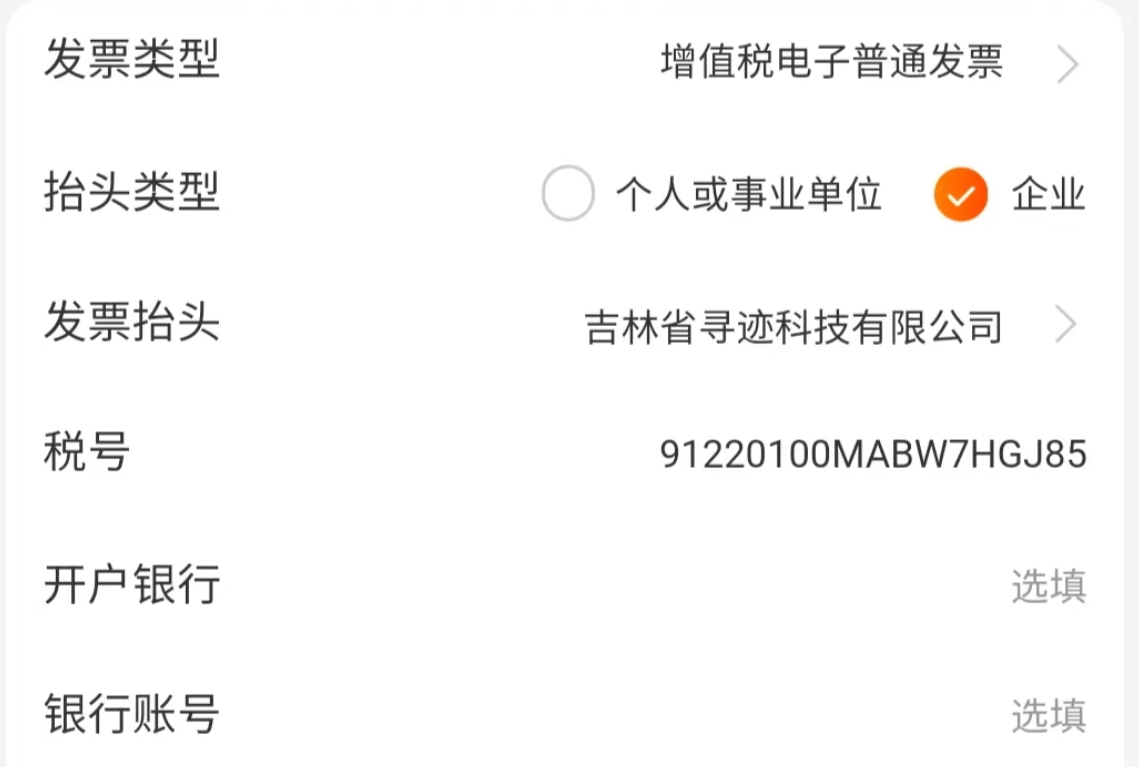 发票类型 增值税电子普通发票
抬头类型 个人或事业单位 企业
发票抬头 吉林省寻迹科技有限公司
税号 91220100MABW7HGJ85
开户银行 选填
银行账号 选填